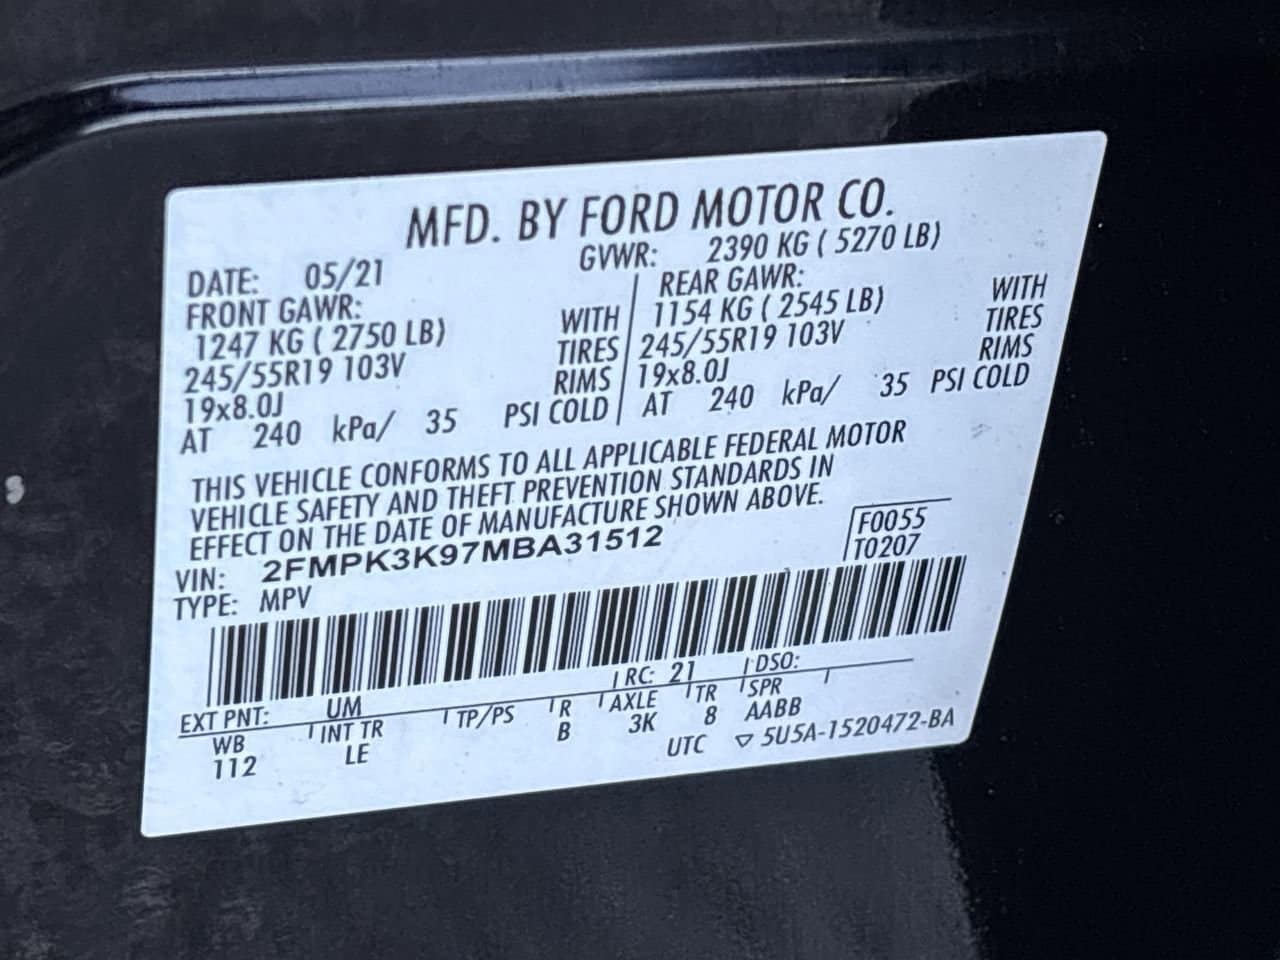 MFD. BY FORD MOTOR CO.
DATE: 05/21 GVWR: 2390 KG ( 5270 LB)
FRONT GAWR: REAR GAWR:
1247 KG ( 2750 LB) WITH 1154 KG ( 2545 LB) WITH
245/55R19 103V TIRES 245/55R19 103V TIRES
19x8.0J RIMS 19x8.0J RIMS
AT 240 kPa/ 35 PSI COLD AT 240 kPa/ 35 PSI COLD
THIS VEHICLE CONFORMS TO ALL APPLICABLE FEDERAL MOTOR
VEHICLE SAFETY AND THEFT PREVENTION STANDARDS IN
EFFECT ON THE DATE OF MANUFACTURE SHOWN ABOVE.
VIN: 2FMPK3K97MBA31512 F0055
TYPE: MPV T0207
EXT PNT: UM RC: 21 DSO:
WB INT TR TP/PS R AXLE TR SPR
112 LE B 3K 8 AABB
UTC ▽ 5U5A-1520472-BA